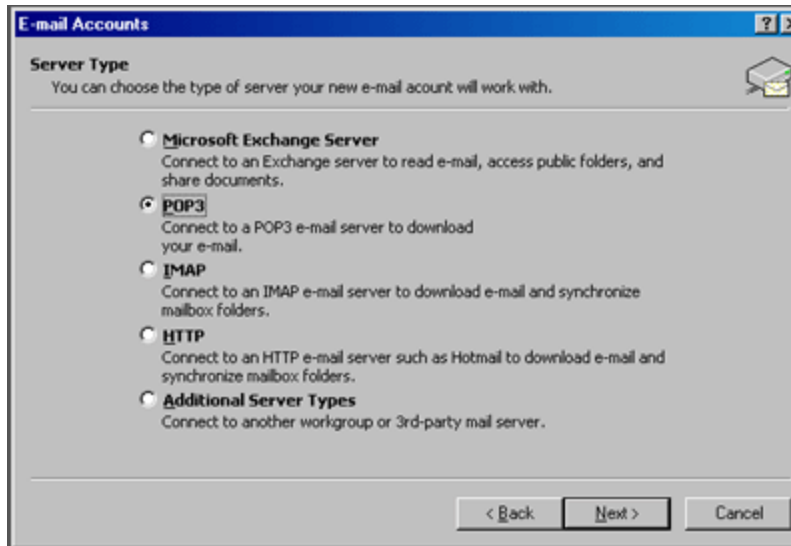 E-mail Accounts
Server Type
You can choose the type of server your new e-mail acount will work with.
Microsoft Exchange Server
Connect to an Exchange server to read e-mail, access public folders, and
share documents.
POP3
Connect to a POP3 e-mail server to download
your e-mail.
IMAP
Connect to an IMAP e-mail server to download e-mail and synchronize
mailbox folders.
HTTP
Connect to an HTTP e-mail server such as Hotmail to download e-mail and
synchronize mailbox folders.
Additional Server Types
Connect to another workgroup or 3rd-party mail server.
< Back Next > Cancel